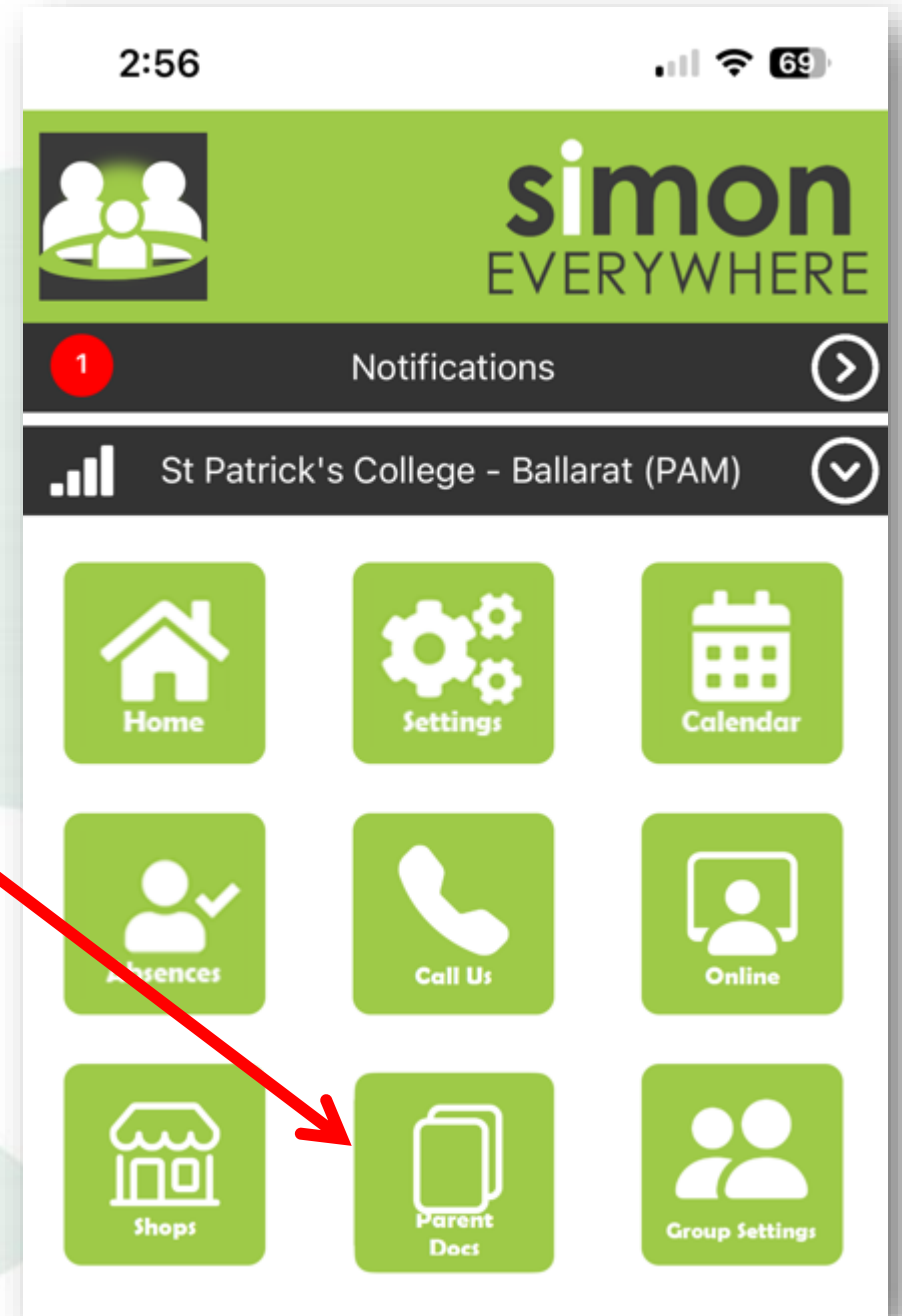 2:56 69
simon
EVERYWHERE
1 Notifications
St Patrick's College - Ballarat (PAM)
Home Settings Calendar
Absences Call Us Online
Shops Parent Docs Group Settings